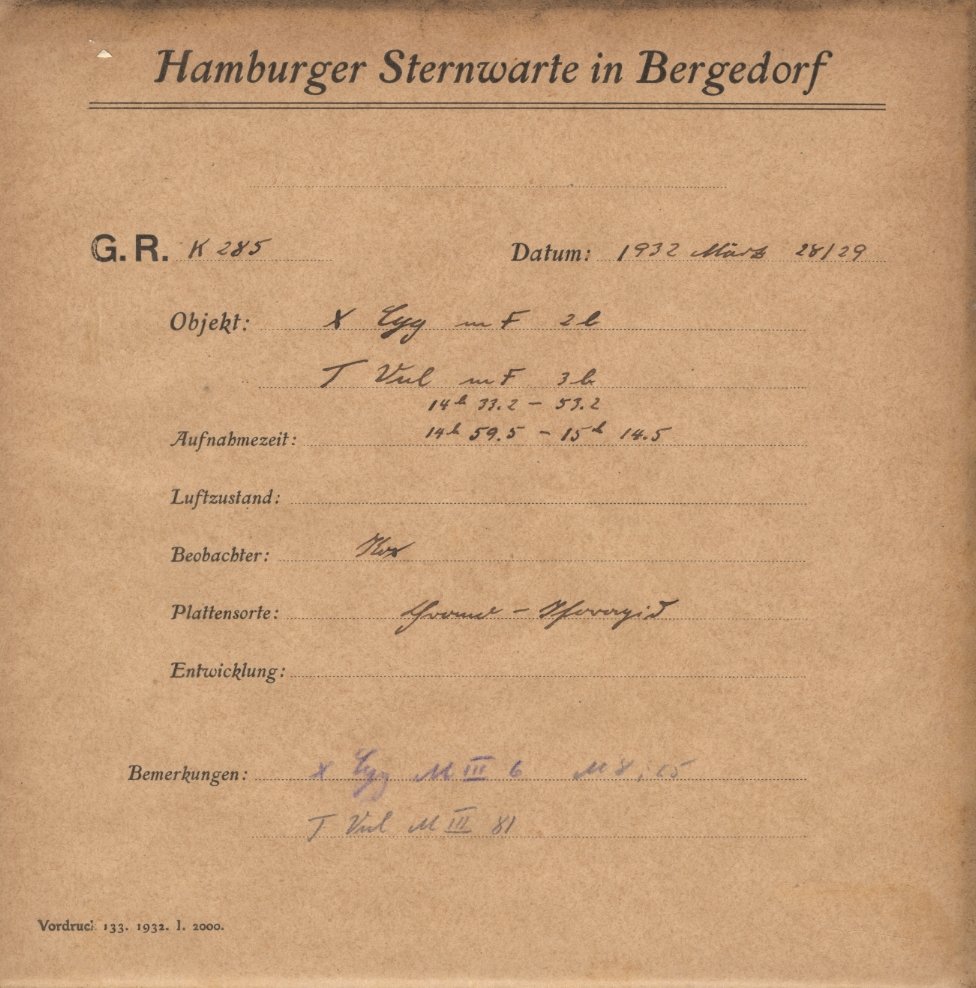 Hamburger Sternwarte in Bergedorf
G. R. K 285 Datum: 1932 März 28/29
Objekt: X Cyg m F 2 b
T Vul m F 3 b
14h 33.2 – 53.2
Aufnahmezeit: 14h 59.5 – 15h 14.5
Luftzustand:
Beobachter:
Plattensorte:
Entwicklung:
Bemerkungen: X Cyg M III 6
T Vul M III 81
Vordruck 133. 1932. I. 2000.